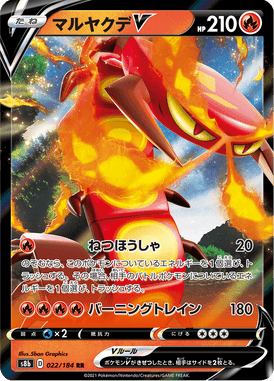 たね マルヤクデV HP 210
ねつほうしゃ 20
のぞむなら、このポケモンについているエネルギーを1個選び、ト
ラッシュする。その場合、相手のバトルポケモンについているエネ
ルギーを1個選び、トラッシュする。
バーニングトレイン 180
弱点 ×2 抵抗力 にげる
Illus. 5ban Graphics
s8b D 022/184 RR
Vルール
Vポケモンがきぜつしたとき、相手はサイドを2枚とる。
©2021 Pokémon/Nintendo/Creatures/GAME FREAK.